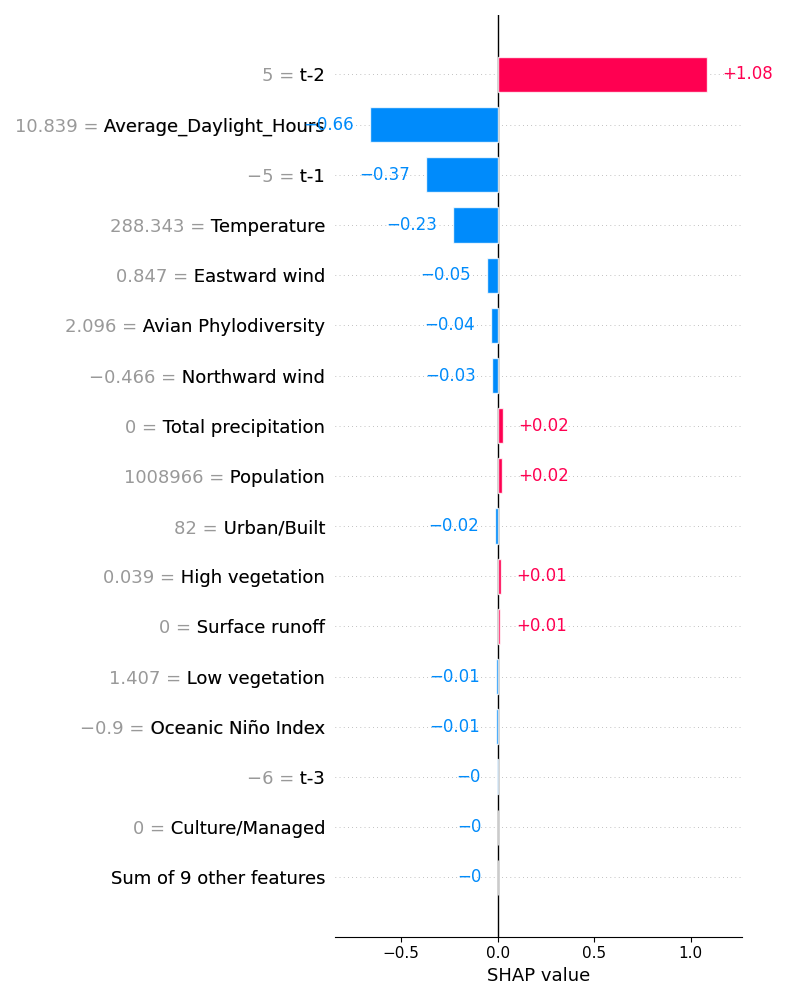 5 = t-2 +1.08
10.839 = Average_Daylight_Hours −0.66
−5 = t-1 −0.37
288.343 = Temperature −0.23
0.847 = Eastward wind −0.05
2.096 = Avian Phylodiversity −0.04
−0.466 = Northward wind −0.03
0 = Total precipitation +0.02
1008966 = Population +0.02
82 = Urban/Built −0.02
0.039 = High vegetation +0.01
0 = Surface runoff +0.01
1.407 = Low vegetation −0.01
−0.9 = Oceanic Niño Index −0.01
−6 = t-3 −0
0 = Culture/Managed −0
Sum of 9 other features −0
−0.5 0.0 0.5 1.0
SHAP value